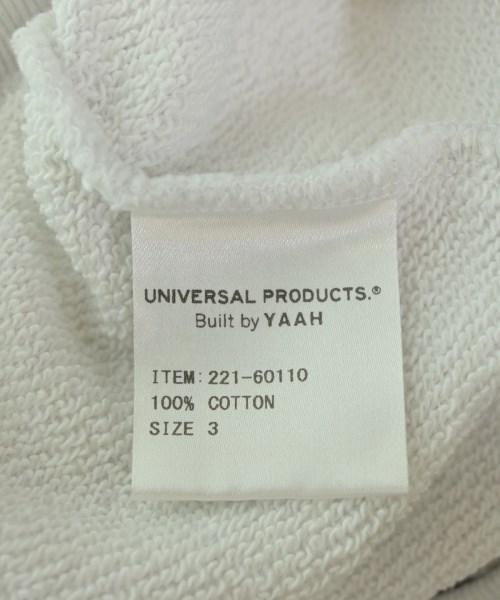 UNIVERSAL PRODUCTS.®
Built by YAAH
ITEM:221-60110
100% COTTON
SIZE 3